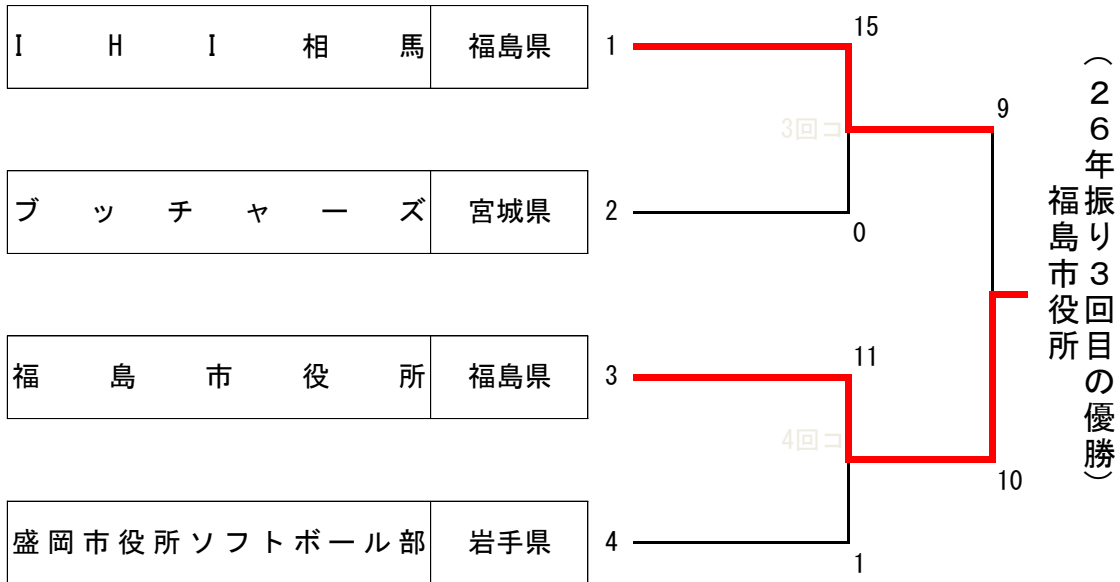 IHI相馬 福島県 1
15
3回コ
9
ブッチャーズ 宮城県 2
0
福島市役所 福島県 3
11
4回コ
10
盛岡市役所ソフトボール部 岩手県 4
1
(26年振り3回目の優勝)
福島市役所